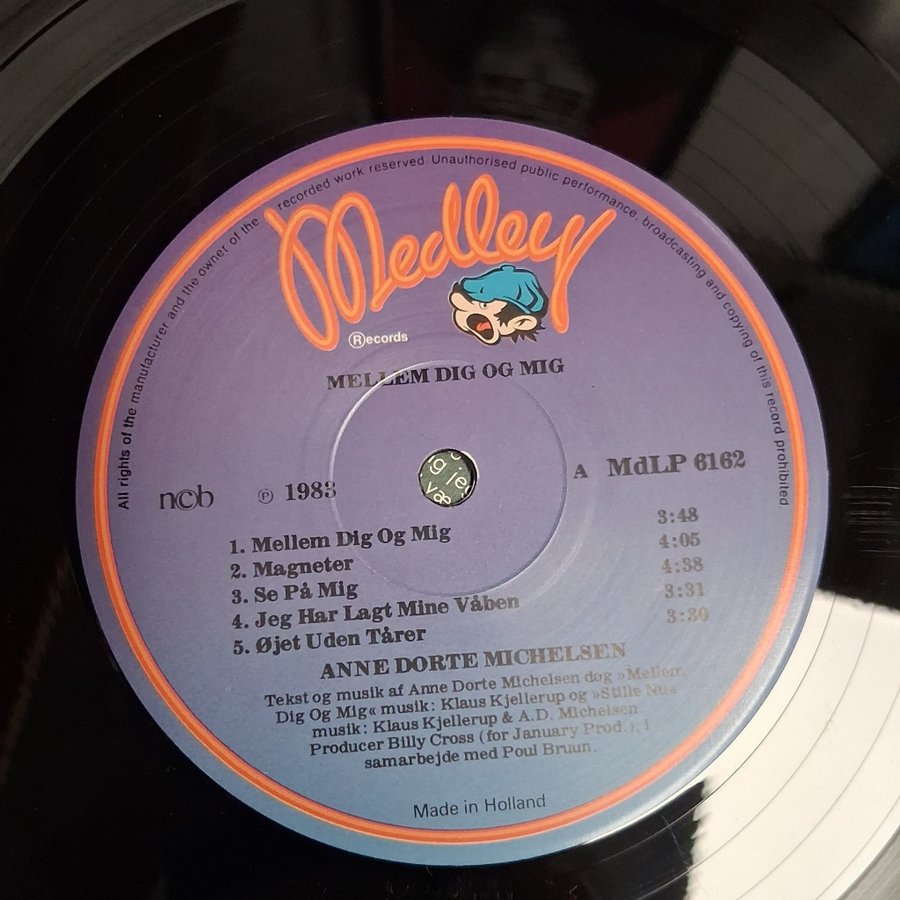 All rights of the manufacturer and the owner of the recorded work reserved. Unauthorised public performance, broadcasting and copying of this record prohibited
Medley
®ecords
MELLEM DIG OG MIG
ncb
℗ 1983
A MdLP 6162
1. Mellem Dig Og Mig 3:48
2. Magneter 4:05
3. Se På Mig 4:38
4. Jeg Har Lagt Mine Våben 3:31
5. Øjet Uden Tårer 3:30
ANNE DORTE MICHELSEN
Tekst og musik af Anne Dorte Michelsen dog »Mellem
Dig Og Mig« musik: Klaus Kjellerup og »Stille Nu«
musik: Klaus Kjellerup & A.D. Michelsen.
Producer Billy Cross (for January Prod.), i
samarbejde med Poul Bruun.
Made in Holland